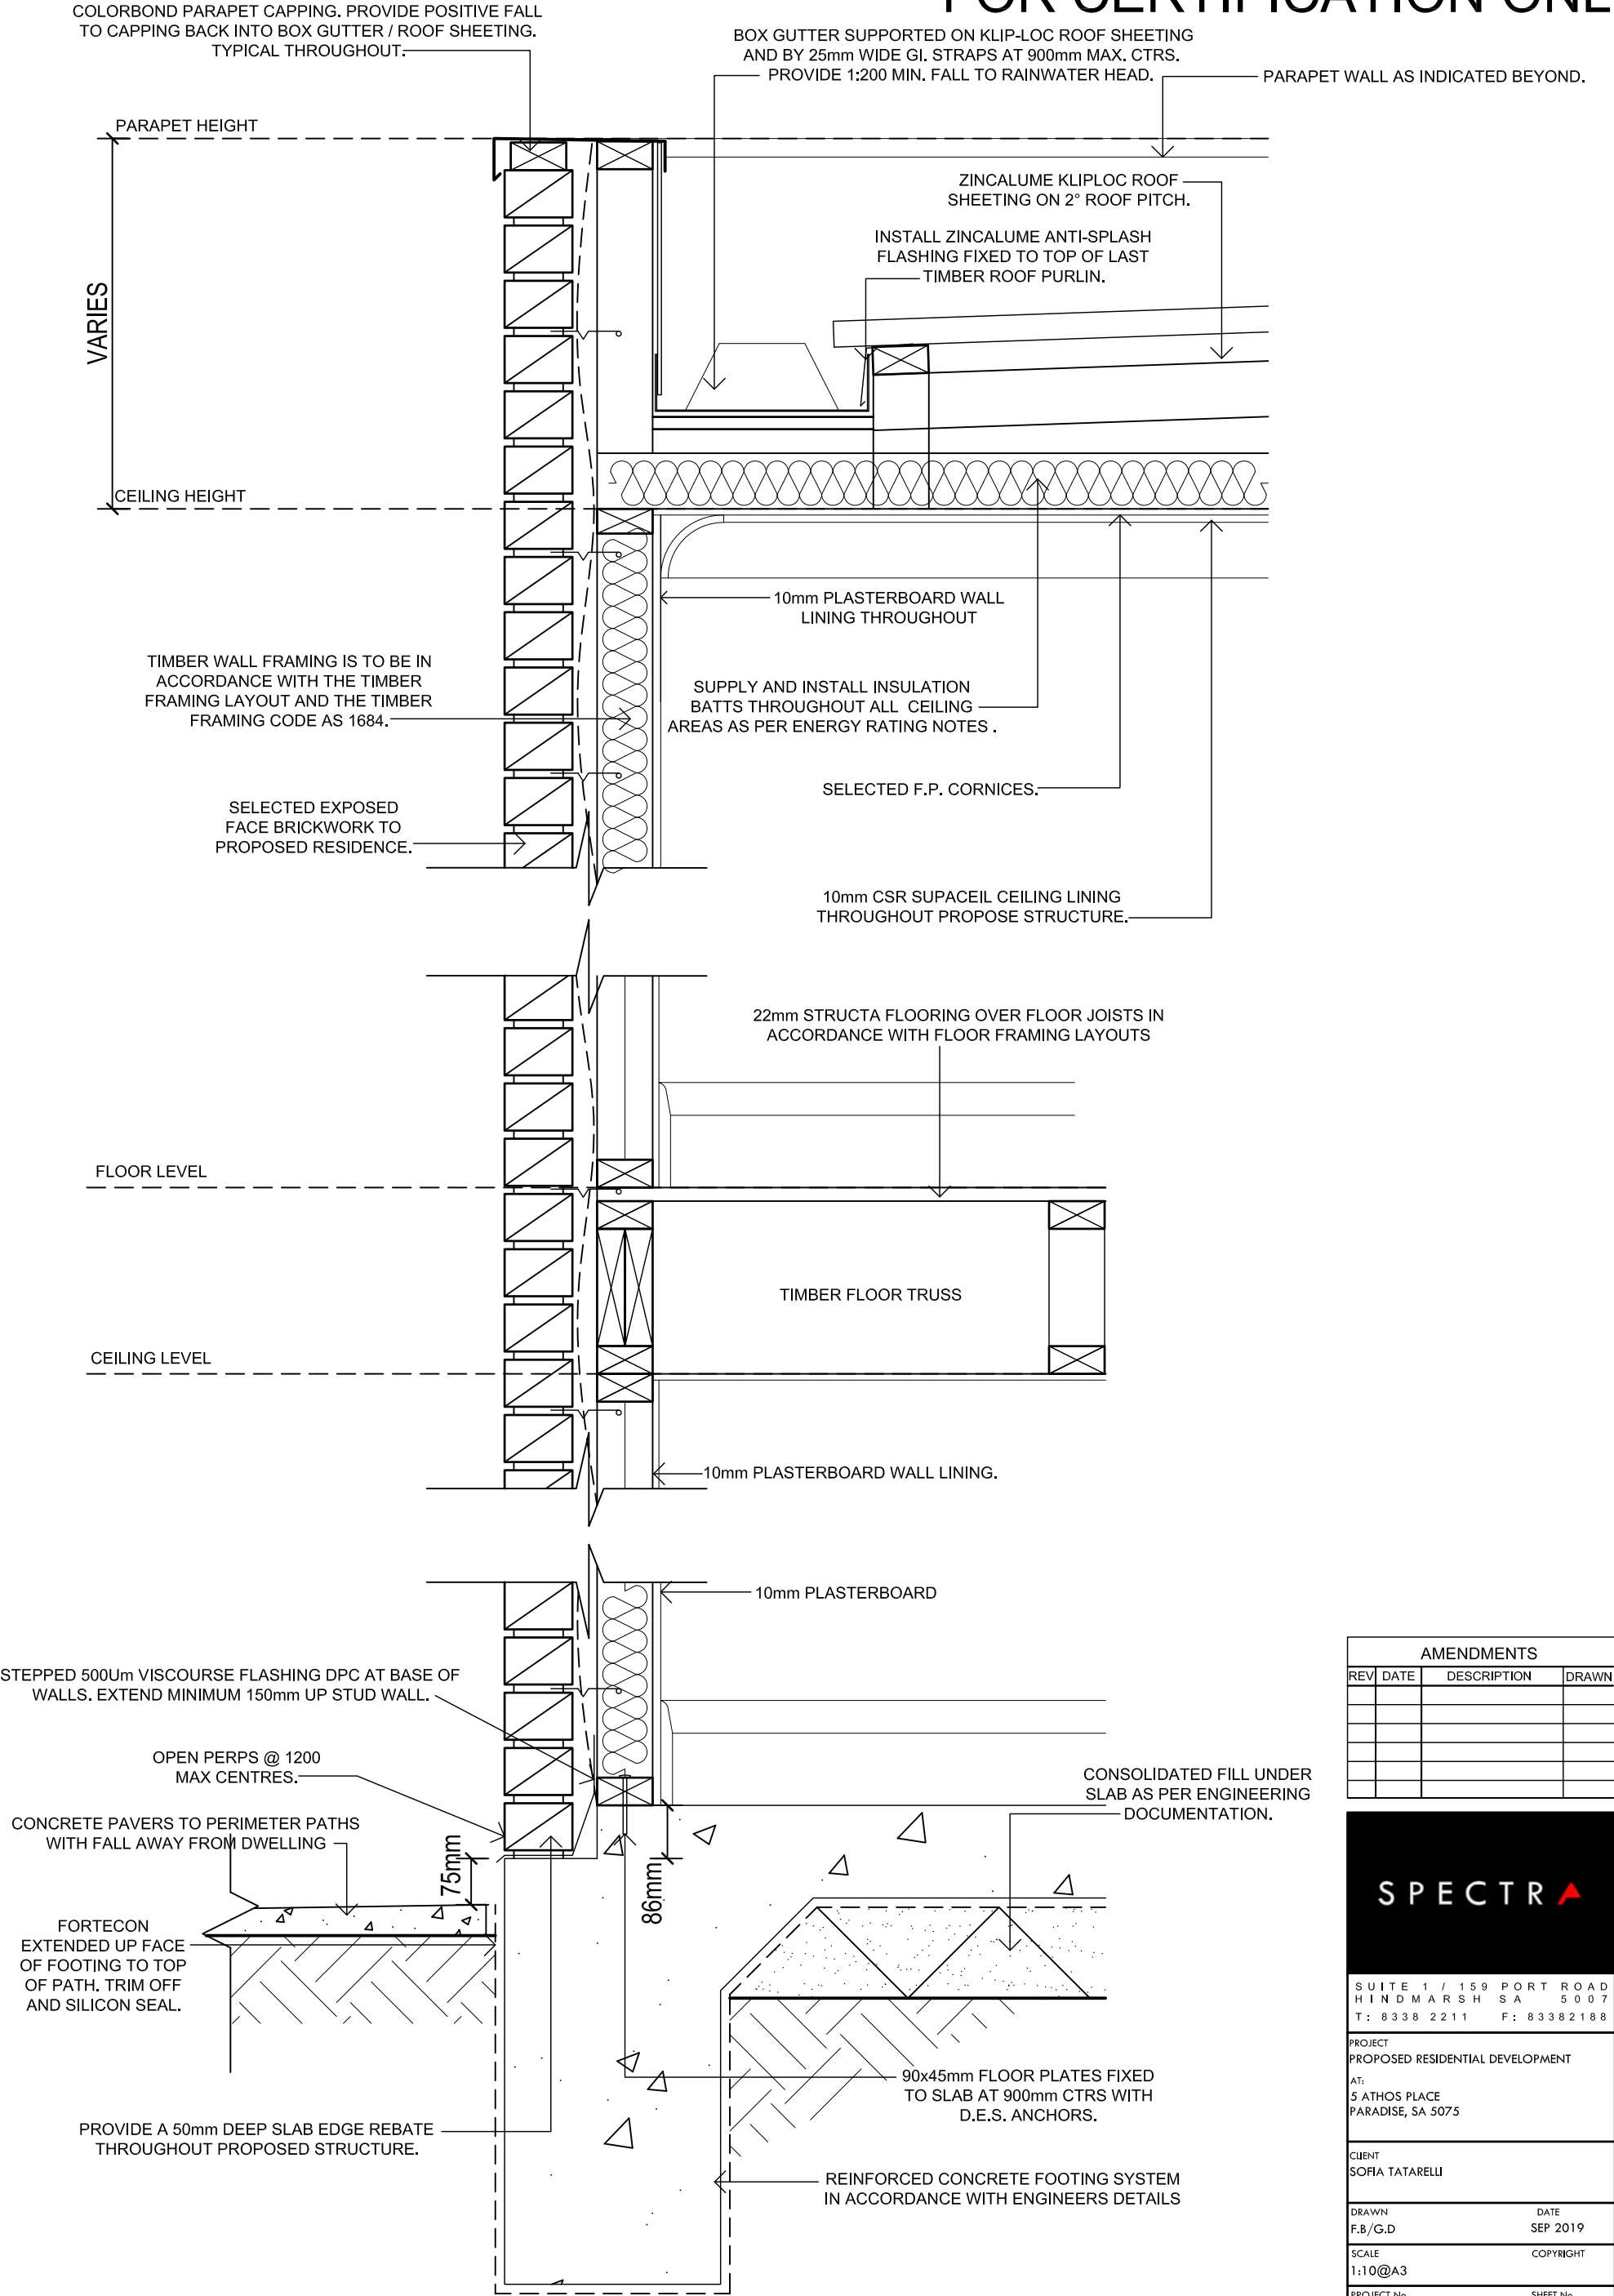 FOR CERTIFICATION ONL
COLORBOND PARAPET CAPPING. PROVIDE POSITIVE FALL
TO CAPPING BACK INTO BOX GUTTER / ROOF SHEETING.
TYPICAL THROUGHOUT.
BOX GUTTER SUPPORTED ON KLIP-LOC ROOF SHEETING
AND BY 25mm WIDE GI. STRAPS AT 900mm MAX. CTRS.
PROVIDE 1:200 MIN. FALL TO RAINWATER HEAD.
PARAPET WALL AS INDICATED BEYOND.
PARAPET HEIGHT
ZINCALUME KLIPLOC ROOF
SHEETING ON 2° ROOF PITCH.
INSTALL ZINCALUME ANTI-SPLASH
FLASHING FIXED TO TOP OF LAST
TIMBER ROOF PURLIN.
VARIES
CEILING HEIGHT
10mm PLASTERBOARD WALL
LINING THROUGHOUT
TIMBER WALL FRAMING IS TO BE IN
ACCORDANCE WITH THE TIMBER
FRAMING LAYOUT AND THE TIMBER
FRAMING CODE AS 1684.
SUPPLY AND INSTALL INSULATION
BATTS THROUGHOUT ALL CEILING
AREAS AS PER ENERGY RATING NOTES .
SELECTED F.P. CORNICES.
SELECTED EXPOSED
FACE BRICKWORK TO
PROPOSED RESIDENCE.
10mm CSR SUPACEIL CEILING LINING
THROUGHOUT PROPOSE STRUCTURE.
22mm STRUCTA FLOORING OVER FLOOR JOISTS IN
ACCORDANCE WITH FLOOR FRAMING LAYOUTS
FLOOR LEVEL
TIMBER FLOOR TRUSS
CEILING LEVEL
10mm PLASTERBOARD WALL LINING.
10mm PLASTERBOARD
STEPPED 500Um VISCOURSE FLASHING DPC AT BASE OF
WALLS. EXTEND MINIMUM 150mm UP STUD WALL.
OPEN PERPS @ 1200
MAX CENTRES.
CONCRETE PAVERS TO PERIMETER PATHS
WITH FALL AWAY FROM DWELLING
75mm
86mm
CONSOLIDATED FILL UNDER
SLAB AS PER ENGINEERING
DOCUMENTATION.
FORTECON
EXTENDED UP FACE
OF FOOTING TO TOP
OF PATH. TRIM OFF
AND SILICON SEAL.
90x45mm FLOOR PLATES FIXED
TO SLAB AT 900mm CTRS WITH
D.E.S. ANCHORS.
PROVIDE A 50mm DEEP SLAB EDGE REBATE
THROUGHOUT PROPOSED STRUCTURE.
REINFORCED CONCRETE FOOTING SYSTEM
IN ACCORDANCE WITH ENGINEERS DETAILS
AMENDMENTS
REV DATE DESCRIPTION DRAWN
SPECTRA
SUITE 1 / 159 PORT ROAD
HINDMARSH SA 5007
T: 8338 2211 F: 83382188
PROJECT
PROPOSED RESIDENTIAL DEVELOPMENT
AT:
5 ATHOS PLACE
PARADISE, SA 5075
CLIENT
SOFIA TATARELLI
DRAWN DATE
F.B/G.D SEP 2019
SCALE COPYRIGHT
1:10@A3
PROJECT No SHEET No